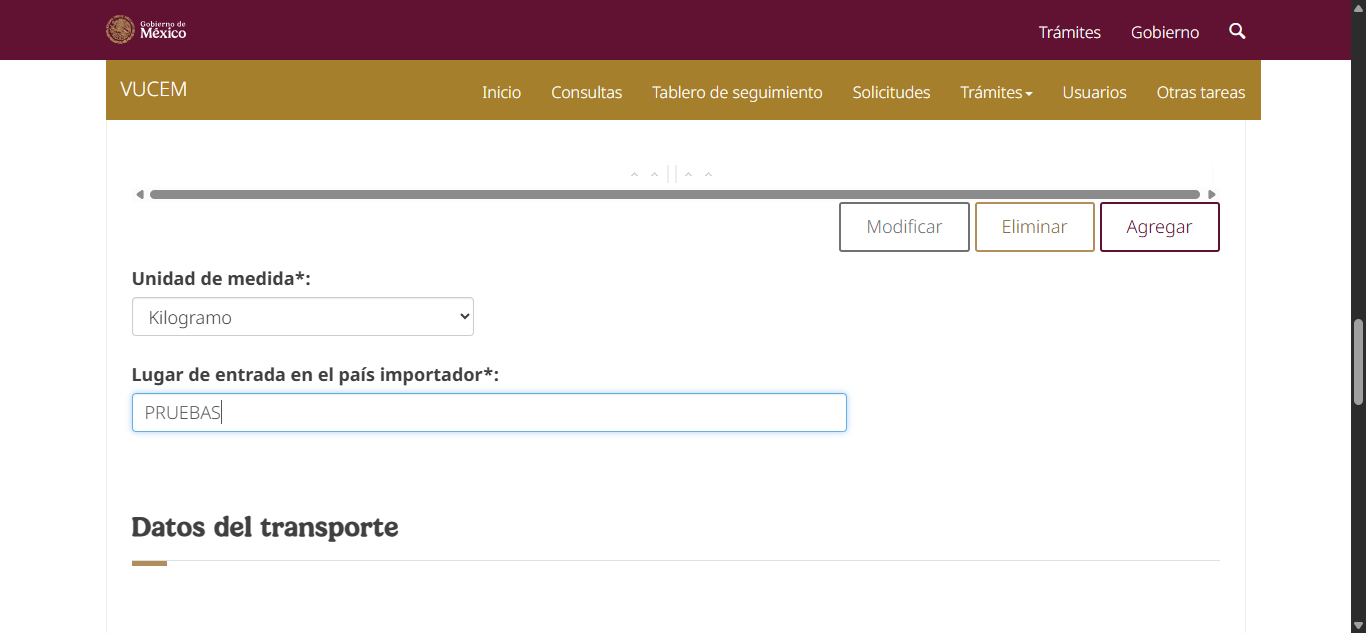 Gobierno de
México
Trámites
Gobierno
VUCEM
Inicio
Consultas
Tablero de seguimiento
Solicitudes
Trámites
Usuarios
Otras tareas
Modificar
Eliminar
Agregar
Unidad de medida*:
Kilogramo
Lugar de entrada en el país importador*:
PRUEBAS
Datos del transporte